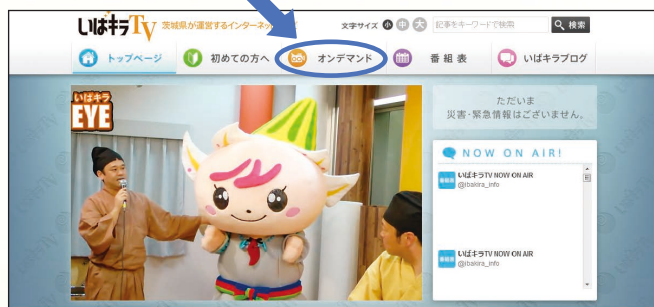 いばキラTV 茨城県が運営するインターネット
文字サイズ 小 中 大 記事をキーワードで検索 検索
トップページ 初めての方へ オンデマンド 番組表 いばキラブログ
いばキラ
EYE
ただいま
災害・緊急情報はございません。
NOW ON AIR!
いばキラTV NOW ON AIR
@ibakira_info
いばキラTV NOW ON AIR
@ibakira_info